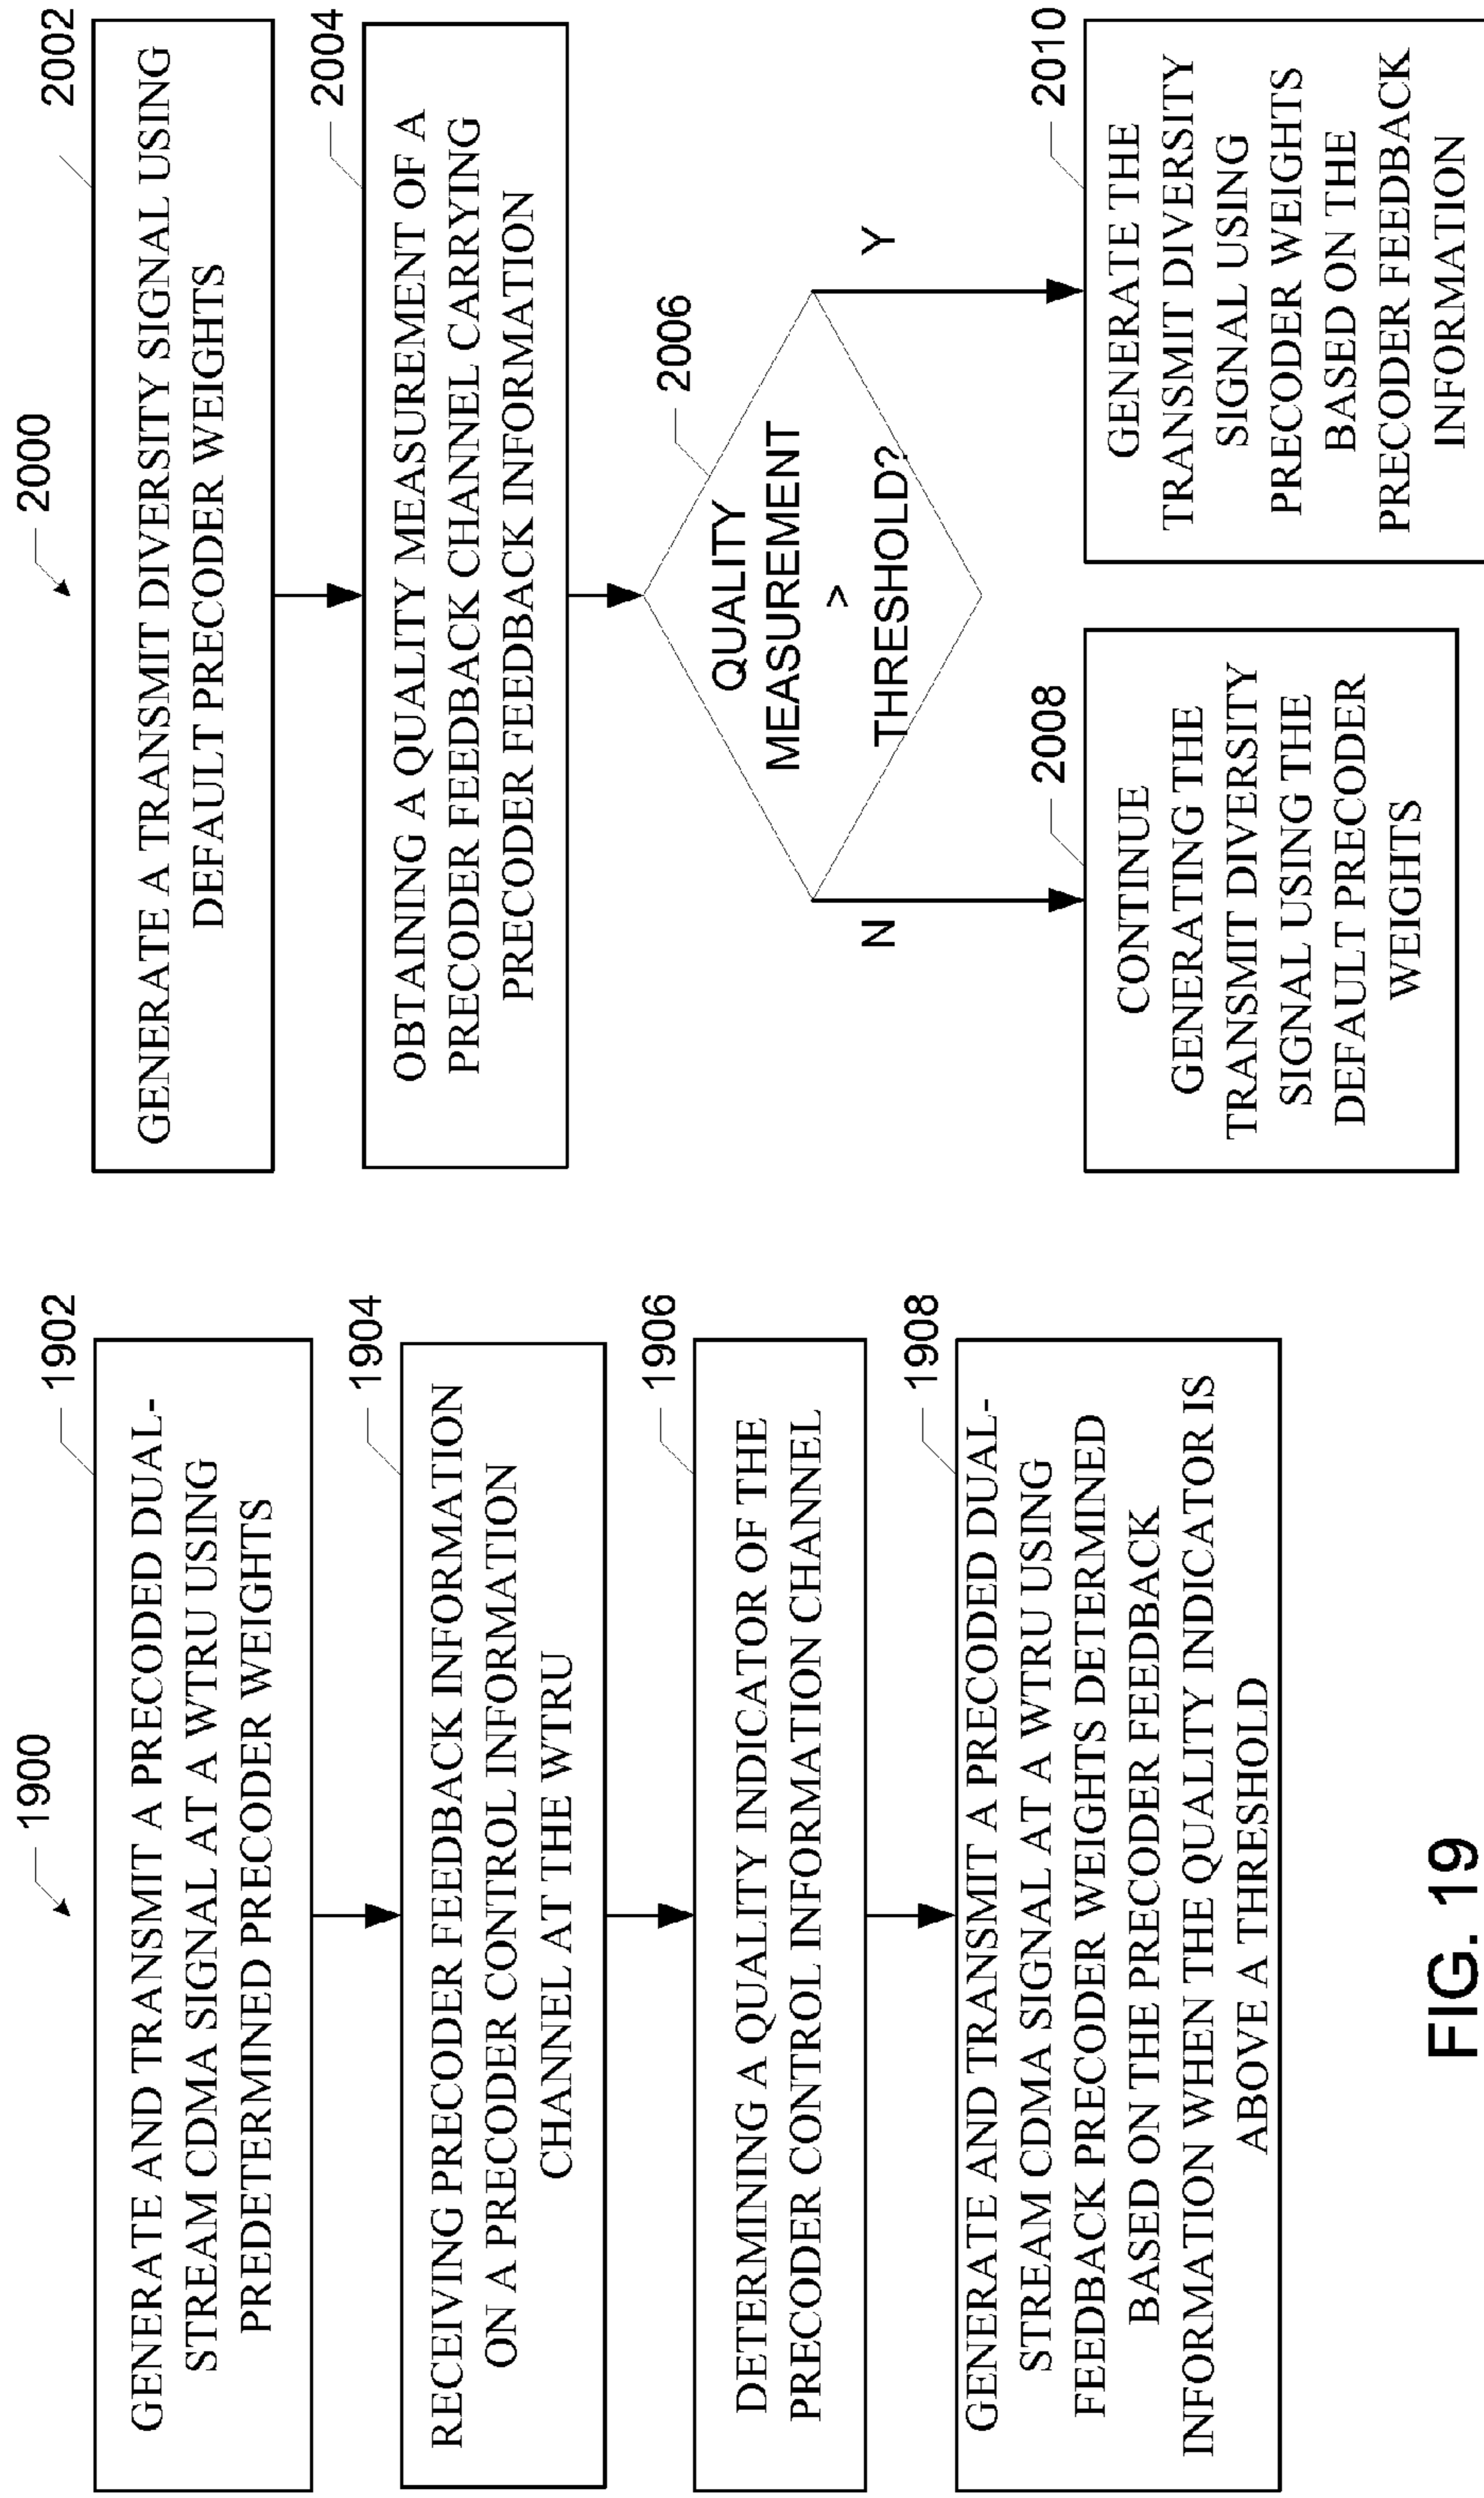 1900
1902
GENERATE AND TRANSMIT A PRECODED DUAL-
STREAM CDMA SIGNAL AT A WTRU USING
PREDETERMINED PRECODER WEIGHTS
1904
RECEIVING PRECODER FEEDBACK INFORMATION
ON A PRECODER CONTROL INFORMATION
CHANNEL AT THE WTRU
1906
DETERMINING A QUALITY INDICATOR OF THE
PRECODER CONTROL INFORMATION CHANNEL
1908
GENERATE AND TRANSMIT A PRECODED DUAL-
STREAM CDMA SIGNAL AT A WTRU USING
FEEDBACK PRECODER WEIGHTS DETERMINED
BASED ON THE PRECODER FEEDBACK
INFORMATION WHEN THE QUALITY INDICATOR IS
ABOVE A THRESHOLD
FIG. 19
2000
2002
GENERATE A TRANSMIT DIVERSITY SIGNAL USING
DEFAULT PRECODER WEIGHTS
2004
OBTAINING A QUALITY MEASUREMENT OF A
PRECODER FEEDBACK CHANNEL CARRYING
PRECODER FEEDBACK INFORMATION
2006
QUALITY
MEASUREMENT
>
THRESHOLD?
N
Y
2008
CONTINUE
GENERATING THE
TRANSMIT DIVERSITY
SIGNAL USING THE
DEFAULT PRECODER
WEIGHTS
2010
GENERATE THE
TRANSMIT DIVERSITY
SIGNAL USING
PRECODER WEIGHTS
BASED ON THE
PRECODER FEEDBACK
INFORMATION